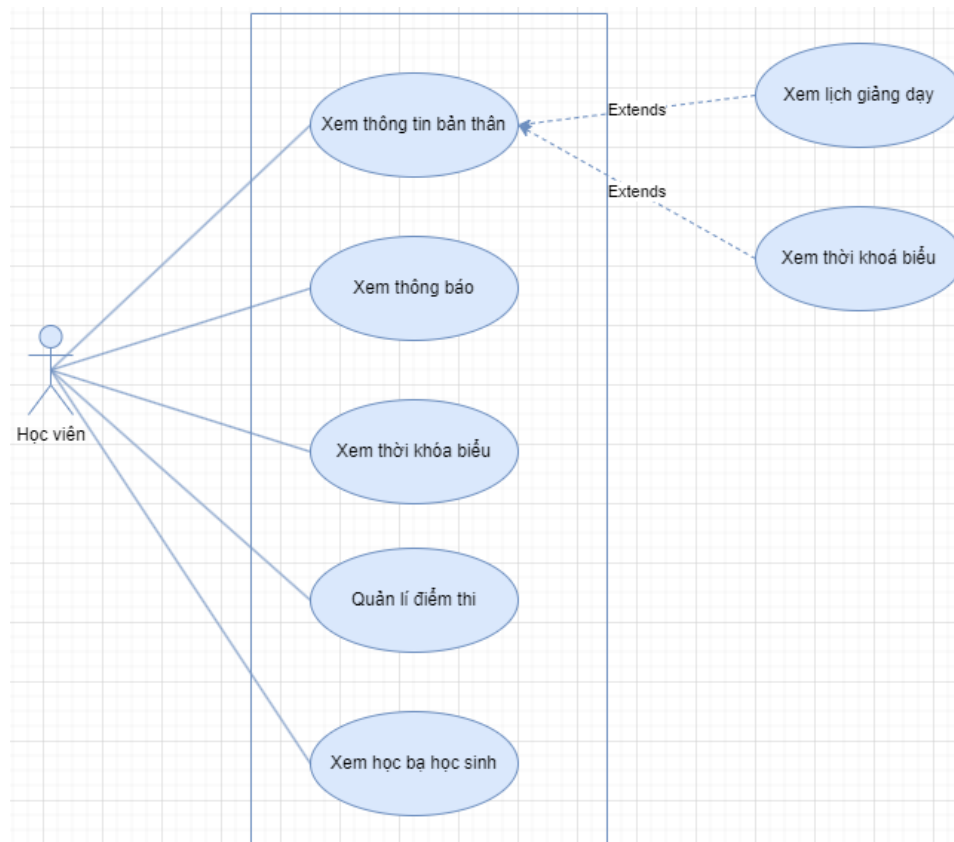 Xem thông tin bản thân
Extends
Xem lịch giảng dạy
Extends
Xem thời khoá biểu
Xem thông báo
Học viên
Xem thời khóa biểu
Quản lí điểm thi
Xem học bạ học sinh